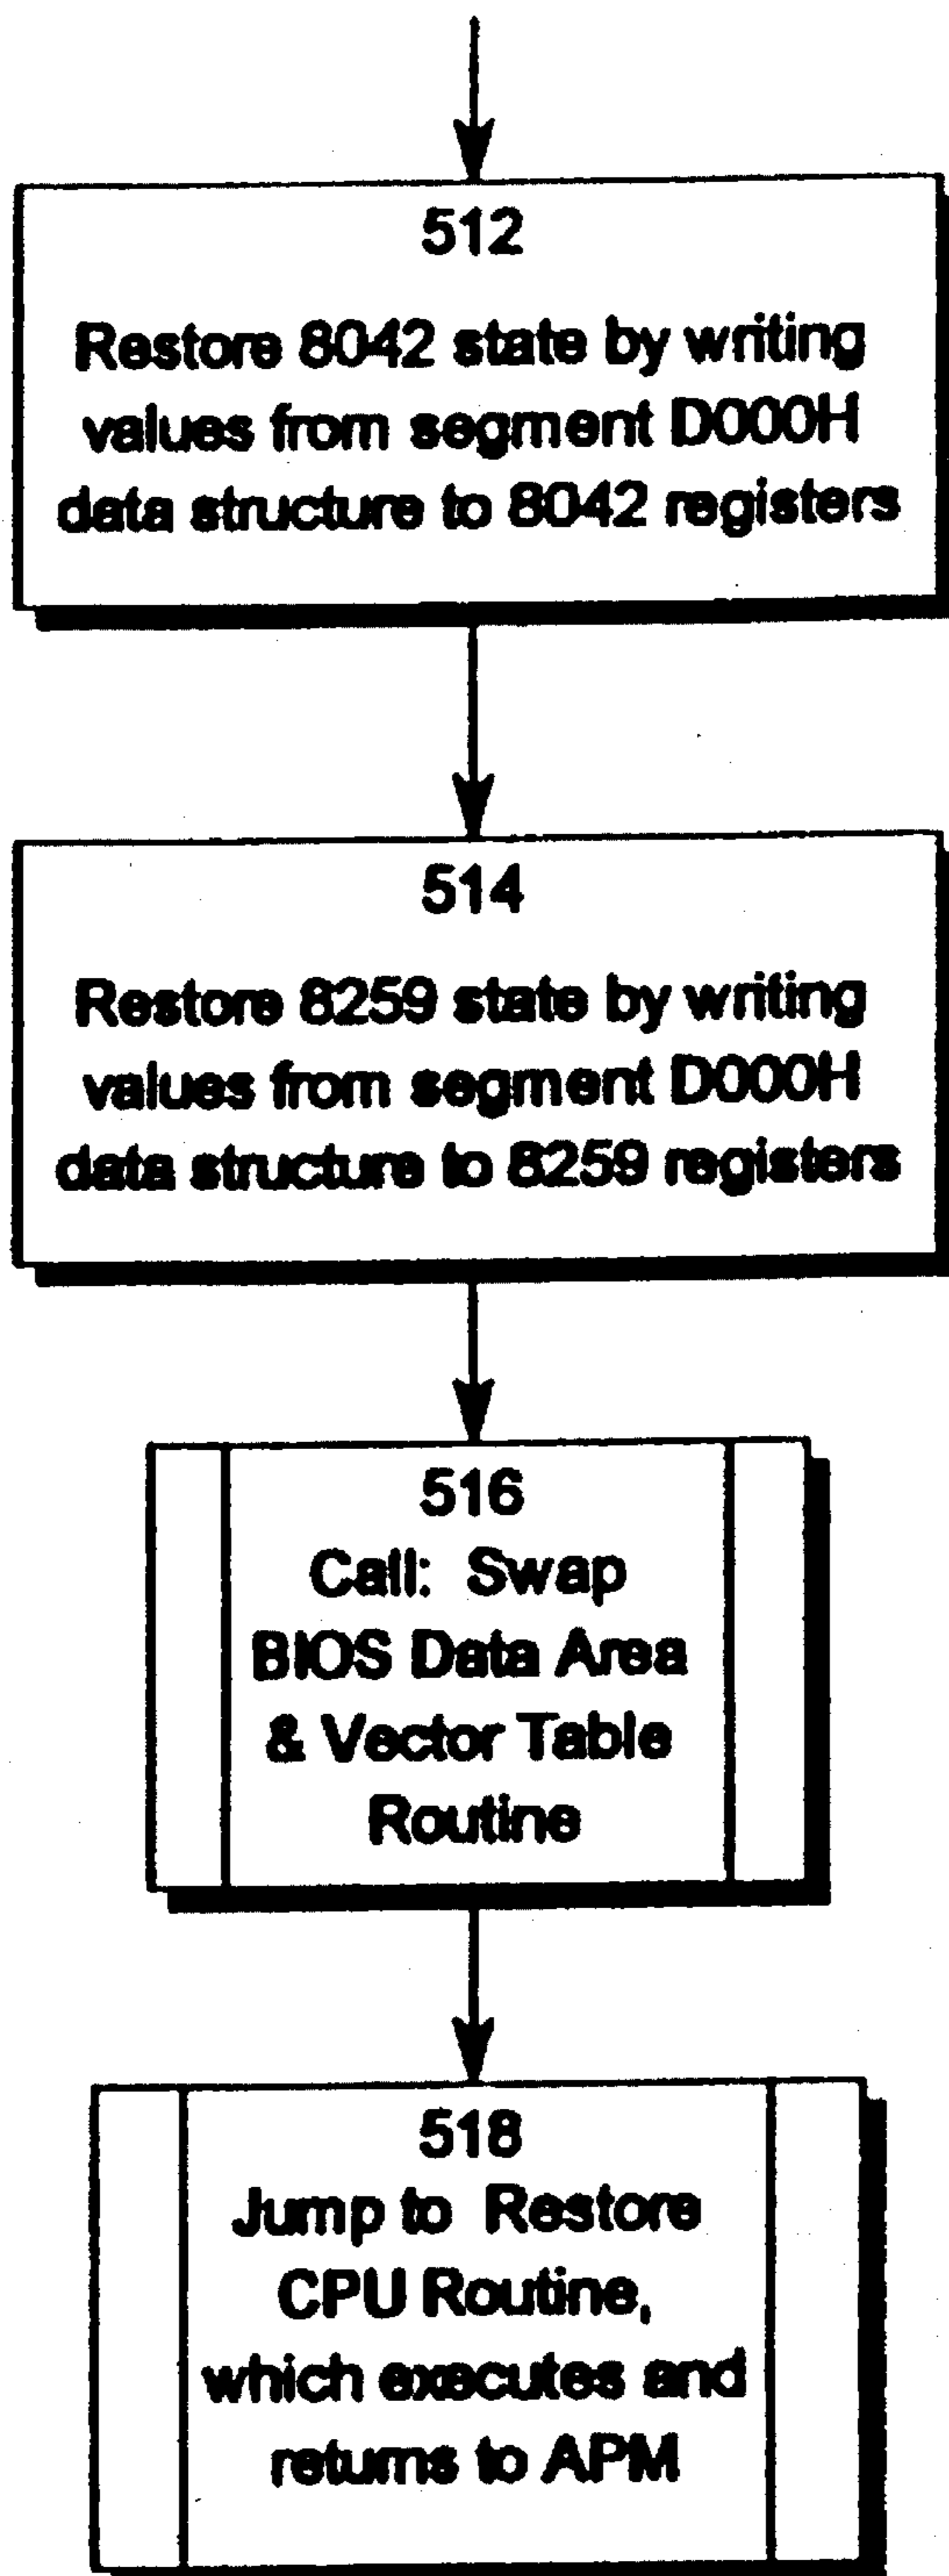 512
Restore 8042 state by writing
values from segment D000H
data structure to 8042 registers
514
Restore 8259 state by writing
values from segment D000H
data structure to 8259 registers
516
Call: Swap
BIOS Data Area
& Vector Table
Routine
518
Jump to Restore
CPU Routine,
which executes and
returns to APM